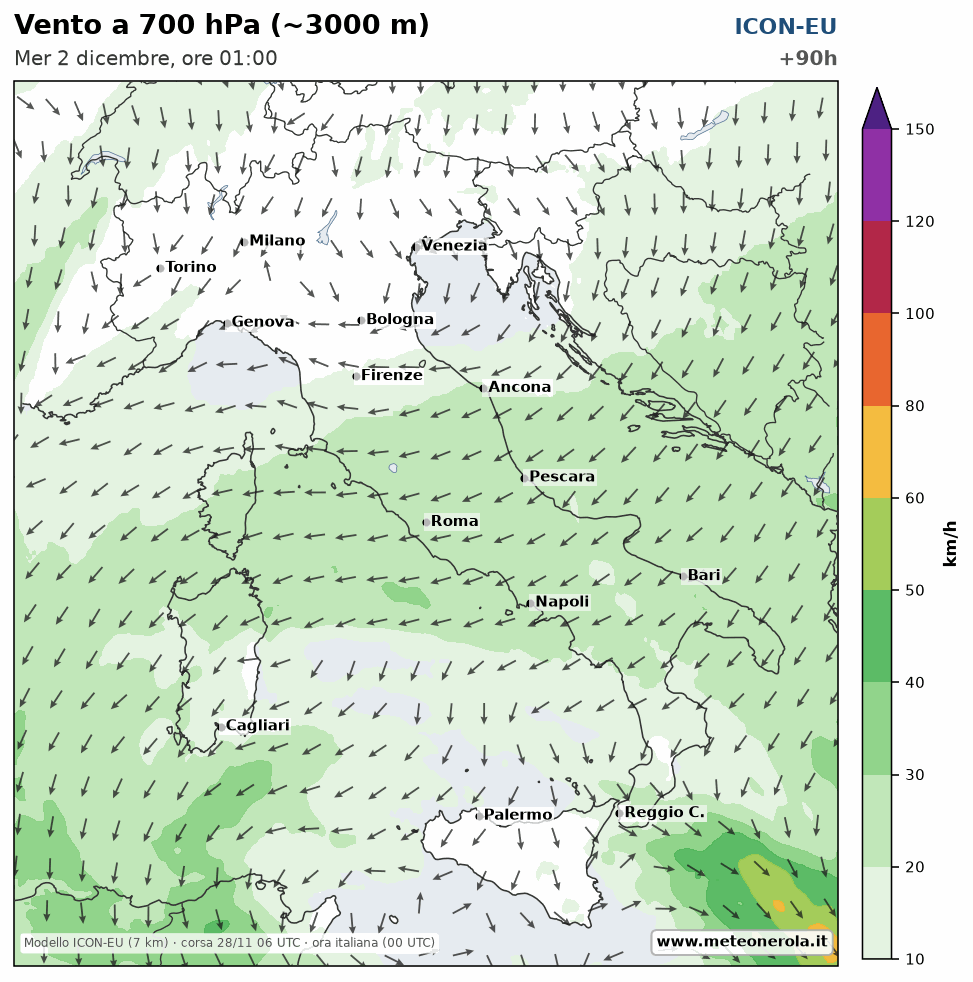 Vento a 700 hPa (~3000 m)
ICON-EU
Mer 2 dicembre, ore 01:00
+90h
150
120
100
80
60
50
40
30
20
10
km/h
Milano
Venezia
Torino
Genova
Bologna
Firenze
Ancona
Pescara
Roma
Bari
Napoli
Cagliari
Palermo
Reggio C.
Modello ICON-EU (7 km) · corsa 28/11 06 UTC · ora italiana (00 UTC)
www.meteonerola.it